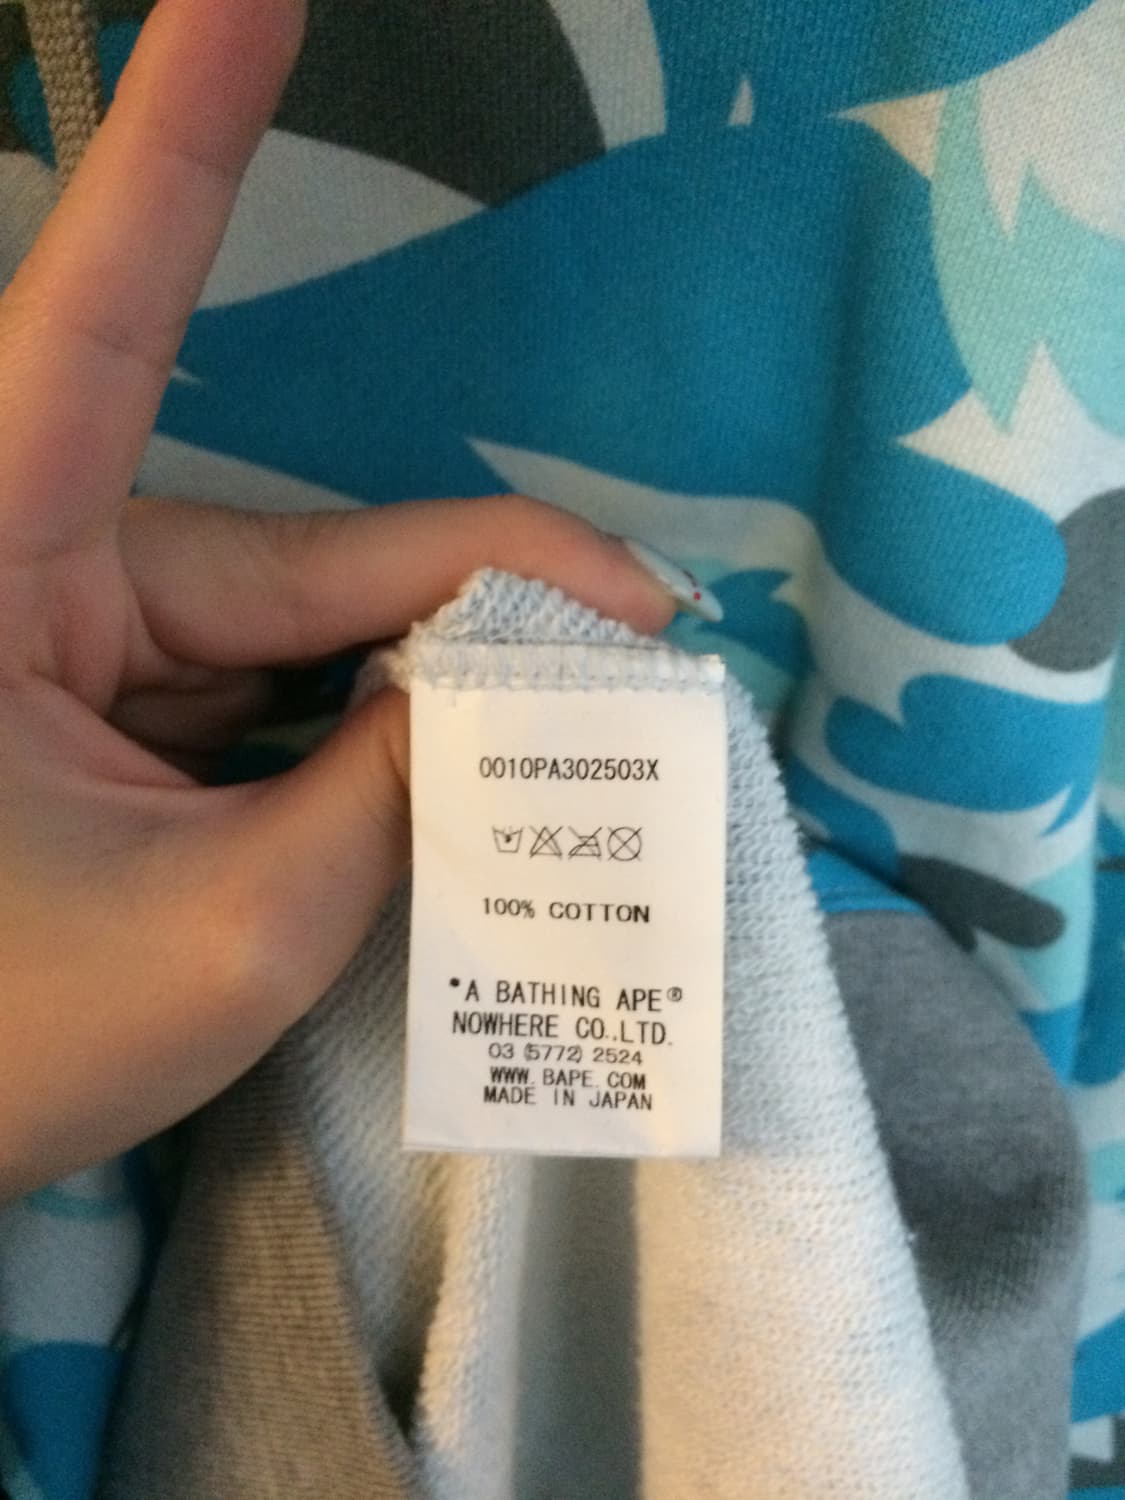 0010PA302503X
100% COTTON
•A BATHING APE®
NOWHERE CO.,LTD.
03 (5772) 2524
WWW. BAPE. COM
MADE IN JAPAN